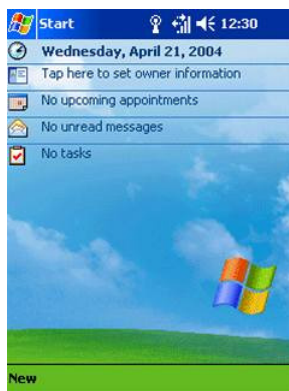 Start 12:30
Wednesday, April 21, 2004
Tap here to set owner information
No upcoming appointments
No unread messages
No tasks
New